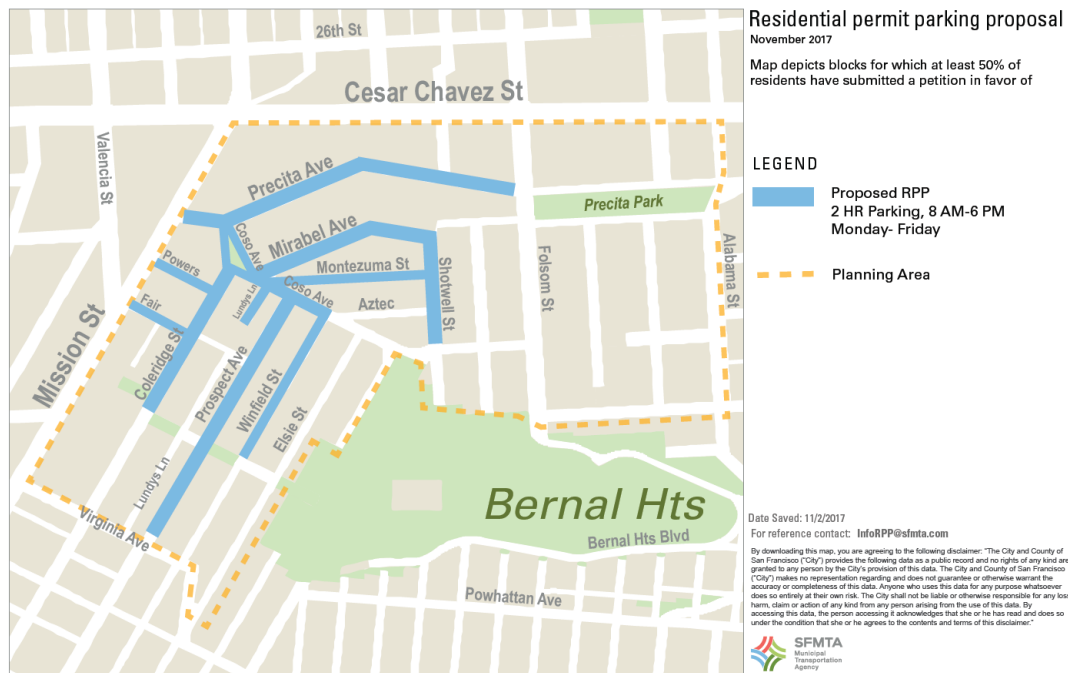 Residential permit parking proposal
November 2017
Map depicts blocks for which at least 50% of
residents have submitted a petition in favor of
LEGEND
Proposed RPP
2 HR Parking, 8 AM-6 PM
Monday- Friday
Planning Area
26th St
Cesar Chavez St
Valencia St
Precita Ave
Precita Park
Coso Ave
Mirabel Ave
Alabama St
Folsom St
Shotwell St
Montezuma St
Powers
Coso Ave
Lundys Ln
Aztec
Fair
Mission St
Coleridge St
Prospect Ave
Winfield St
Elsie St
Lundys Ln
Virginia Ave
Bernal Hts
Bernal Hts Blvd
Powhattan Ave
Date Saved: 11/2/2017
For reference contact: InfoRPP@sfmta.com
By downloading this map, you are agreeing to the following disclaimer: "The City and County of
San Francisco ("City") provides the following data as a public record and no rights of any kind are
granted to any person by the City's provision of this data. The City and County of San Francisco
("City") makes no representation regarding and does not guarantee or otherwise warrant the
accuracy or completeness of this data. Anyone who uses this data for any purpose whatsoever
does so entirely at their own risk. The City shall not be liable or otherwise responsible for any loss
harm, claim or action of any kind from any person arising from the use of this data. By
accessing this data, the person accessing it acknowledges that she or he has read and does so
under the condition that she or he agrees to the contents and terms of this disclaimer."
SFMTA
Municipal
Transportation
Agency